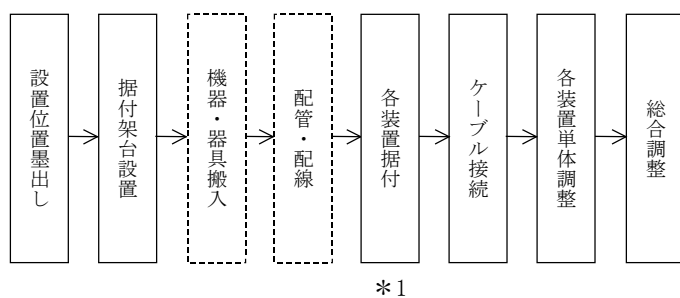 設置位置墨出し
据付架台設置
機器・器具搬入
配管・配線
各装置据付
ケーブル接続
各装置単体調整
総合調整
＊1